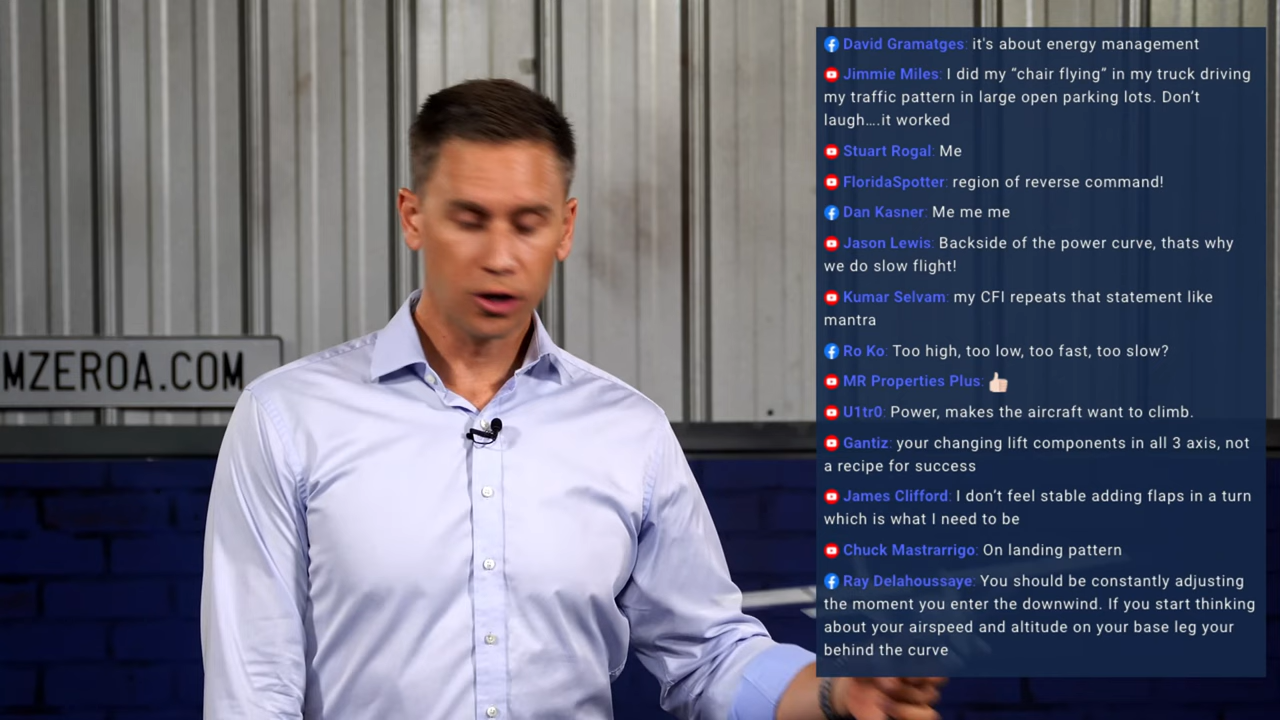 MZEROA.COM
David Gramatges: it's about energy management
Jimmie Miles: I did my “chair flying” in my truck driving
my traffic pattern in large open parking lots. Don’t
laugh....it worked
Stuart Rogal: Me
FloridaSpotter: region of reverse command!
Dan Kasner: Me me me
Jason Lewis: Backside of the power curve, thats why
we do slow flight!
Kumar Selvam: my CFI repeats that statement like
mantra
Ro Ko: Too high, too low, too fast, too slow?
MR Properties Plus: 👍🏻
U1tr0: Power, makes the aircraft want to climb.
Gantiz: your changing lift components in all 3 axis, not
a recipe for success
James Clifford: I don’t feel stable adding flaps in a turn
which is what I need to be
Chuck Mastrarrigo: On landing pattern
Ray Delahoussaye: You should be constantly adjusting
the moment you enter the downwind. If you start thinking
about your airspeed and altitude on your base leg your
behind the curve